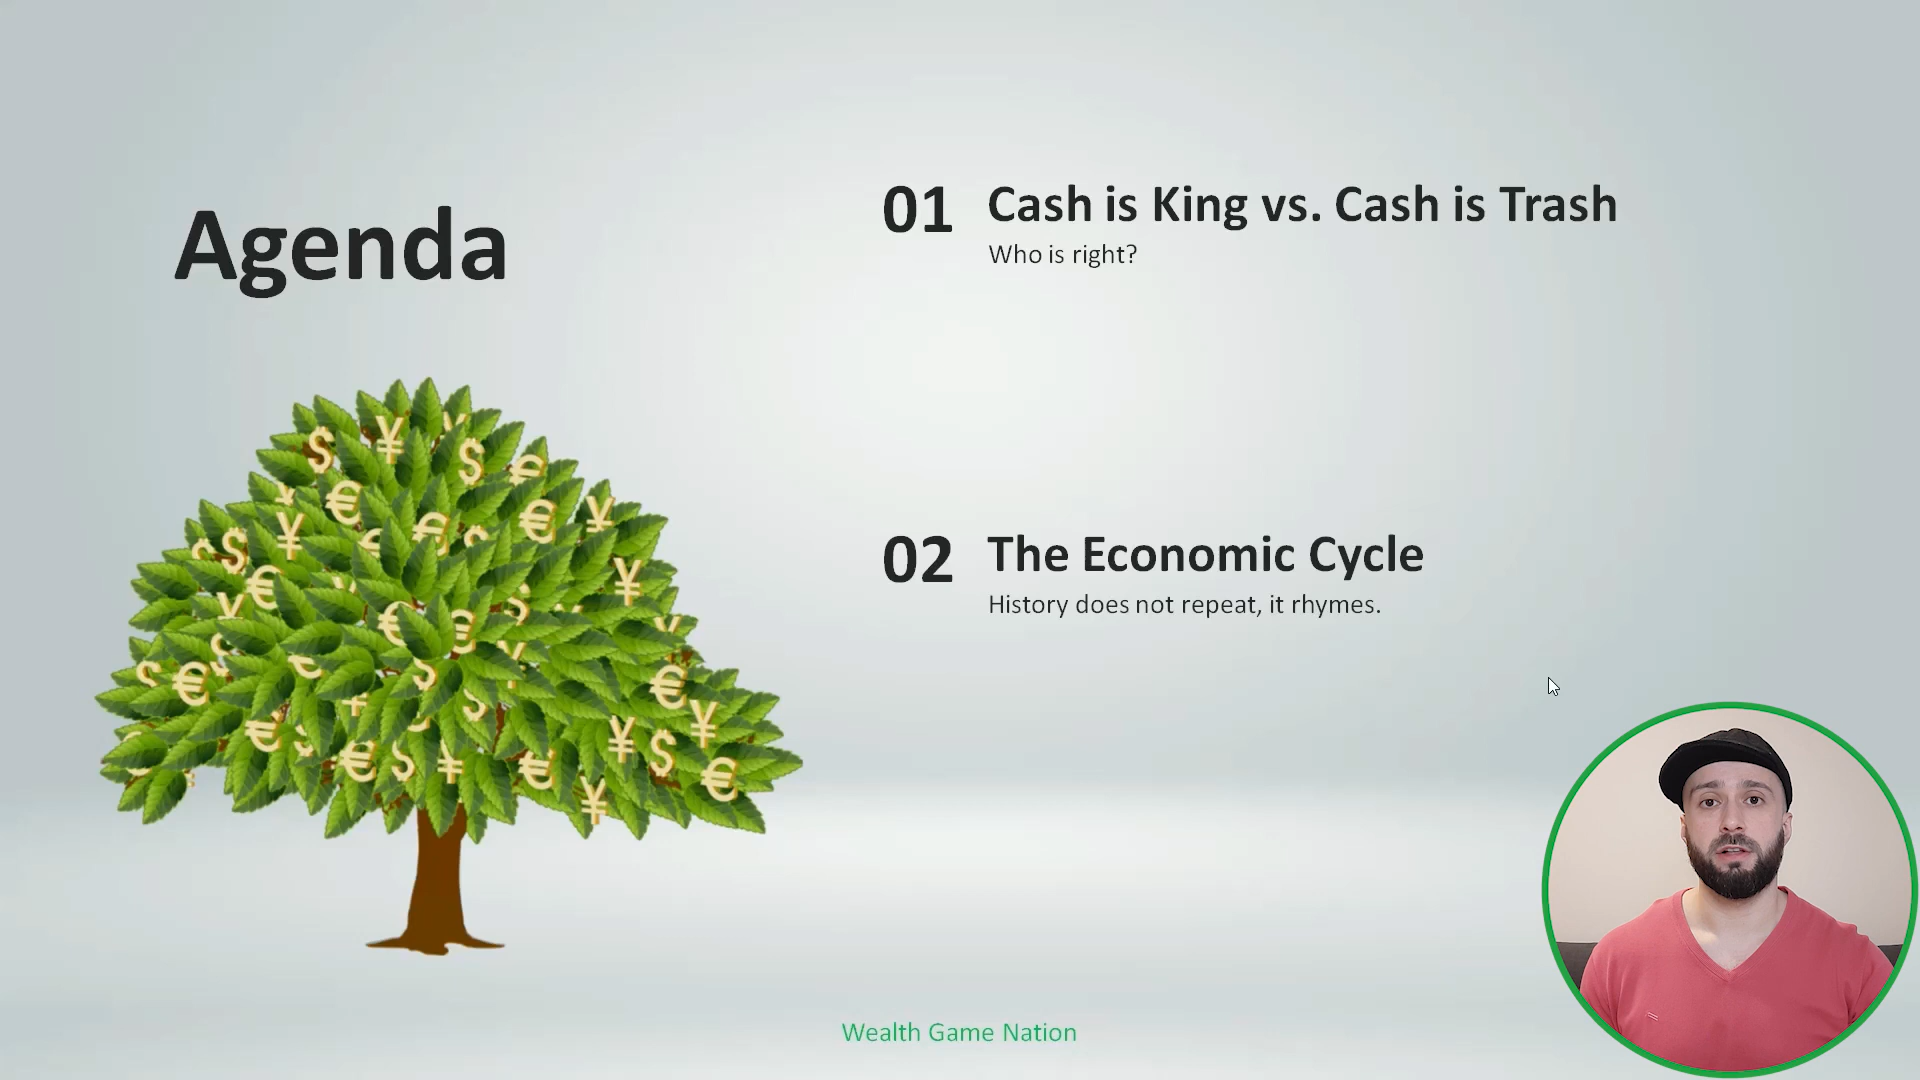 Agenda
01 Cash is King vs. Cash is Trash
Who is right?
02 The Economic Cycle
History does not repeat, it rhymes.
Wealth Game Nation